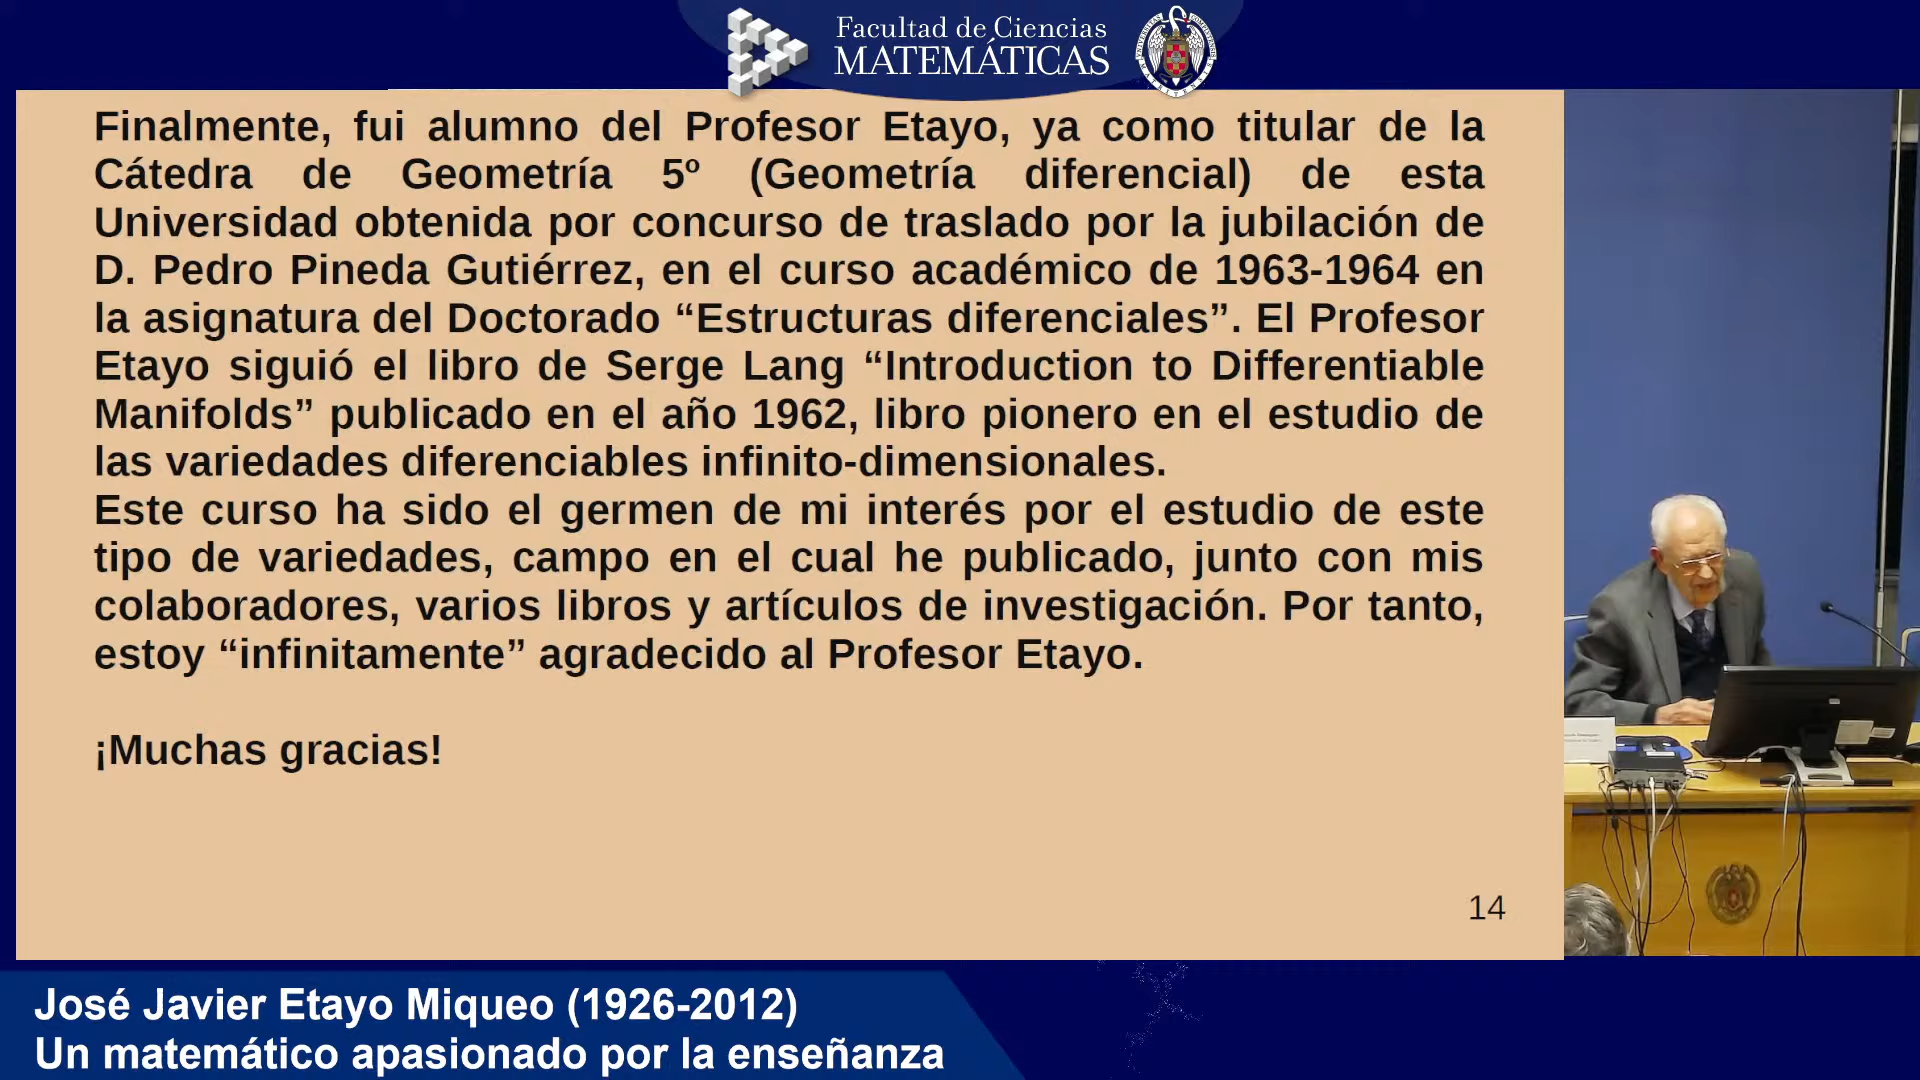 Facultad de Ciencias
MATEMÁTICAS
Finalmente, fui alumno del Profesor Etayo, ya como titular de la
Cátedra de Geometría 5º (Geometría diferencial) de esta
Universidad obtenida por concurso de traslado por la jubilación de
D. Pedro Pineda Gutiérrez, en el curso académico de 1963-1964 en
la asignatura del Doctorado “Estructuras diferenciales”. El Profesor
Etayo siguió el libro de Serge Lang “Introduction to Differentiable
Manifolds” publicado en el año 1962, libro pionero en el estudio de
las variedades diferenciables infinito-dimensionales.
Este curso ha sido el germen de mi interés por el estudio de este
tipo de variedades, campo en el cual he publicado, junto con mis
colaboradores, varios libros y artículos de investigación. Por tanto,
estoy “infinitamente” agradecido al Profesor Etayo.
¡Muchas gracias!
14
José Javier Etayo Miqueo (1926-2012)
Un matemático apasionado por la enseñanza